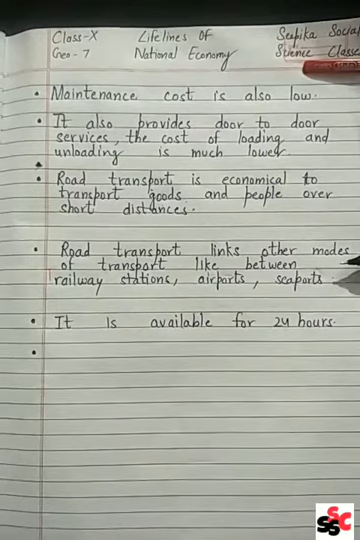 Class-X Lifelines Of Seepika Social
Geo-7 National Economy Science Classes
• Maintenance cost is also low.
• It also provides door to door
services, the cost of loading and
unloading is much lower.
• Road transport is economical to
transport goods and people over
short distances.
• Road transport links other modes
of transport like between
railway stations, airports, seaports
• It is available for 24 hours.
•
SSSC